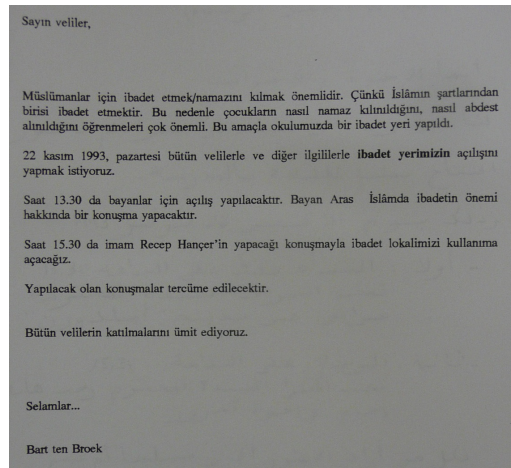 Sayın veliler,
Müslümanlar için ibadet etmek/namazını kılmak önemlidir. Çünkü İslâmın şartlarından
birisi ibadet etmektir. Bu nedenle çocukların nasıl namaz kılınıldığını, nasıl abdest
alınıldığını öğrenmeleri çok önemli. Bu amaçla okulumuzda bir ibadet yeri yapıldı.
22 kasım 1993, pazartesi bütün velilerle ve diğer ilgililerle ibadet yerimizin açılışını
yapmak istiyoruz.
Saat 13.30 da bayanlar için açılış yapılacaktır. Bayan Aras İslâmda ibadetin önemi
hakkında bir konuşma yapacaktır.
Saat 15.30 da imam Recep Hançer'in yapacağı konuşmayla ibadet lokalimizi kullanıma
açacağız.
Yapılacak olan konuşmalar tercüme edilecektir.
Bütün velilerin katılmalarını ümit ediyoruz.
Selamlar...
Bart ten Broek